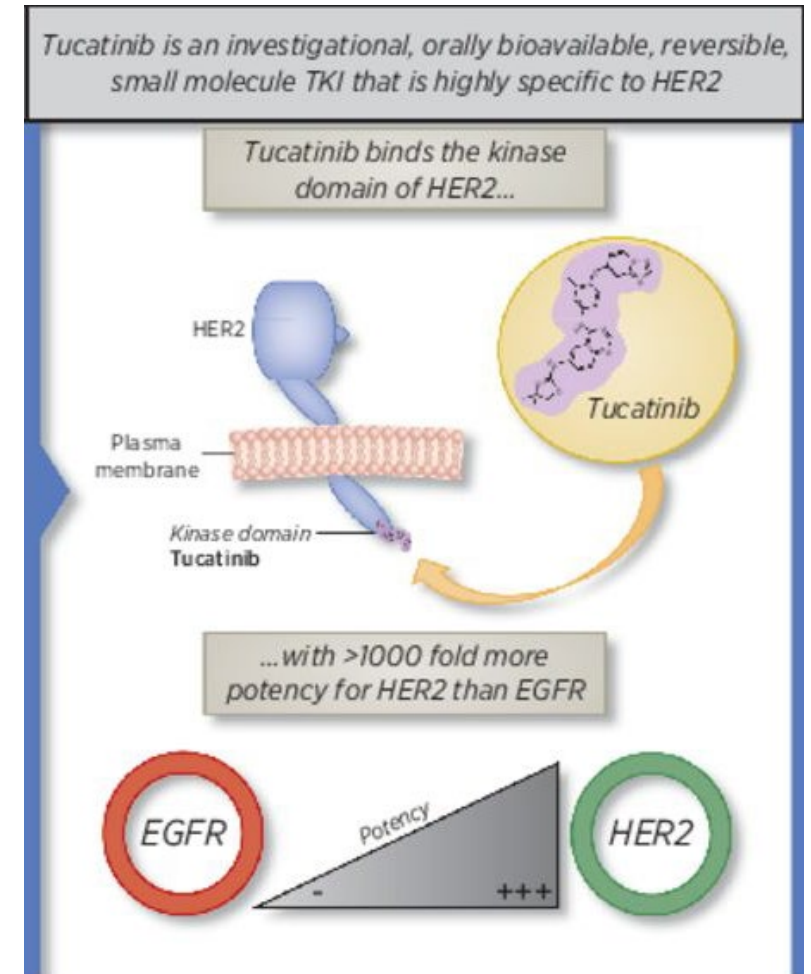 Tucatinib is an investigational, orally bioavailable, reversible,
small molecule TKI that is highly specific to HER2
Tucatinib binds the kinase
domain of HER2...
HER2
Tucatinib
Plasma
membrane
Kinase domain
Tucatinib
...with >1000 fold more
potency for HER2 than EGFR
EGFR
Potency
- +++
HER2